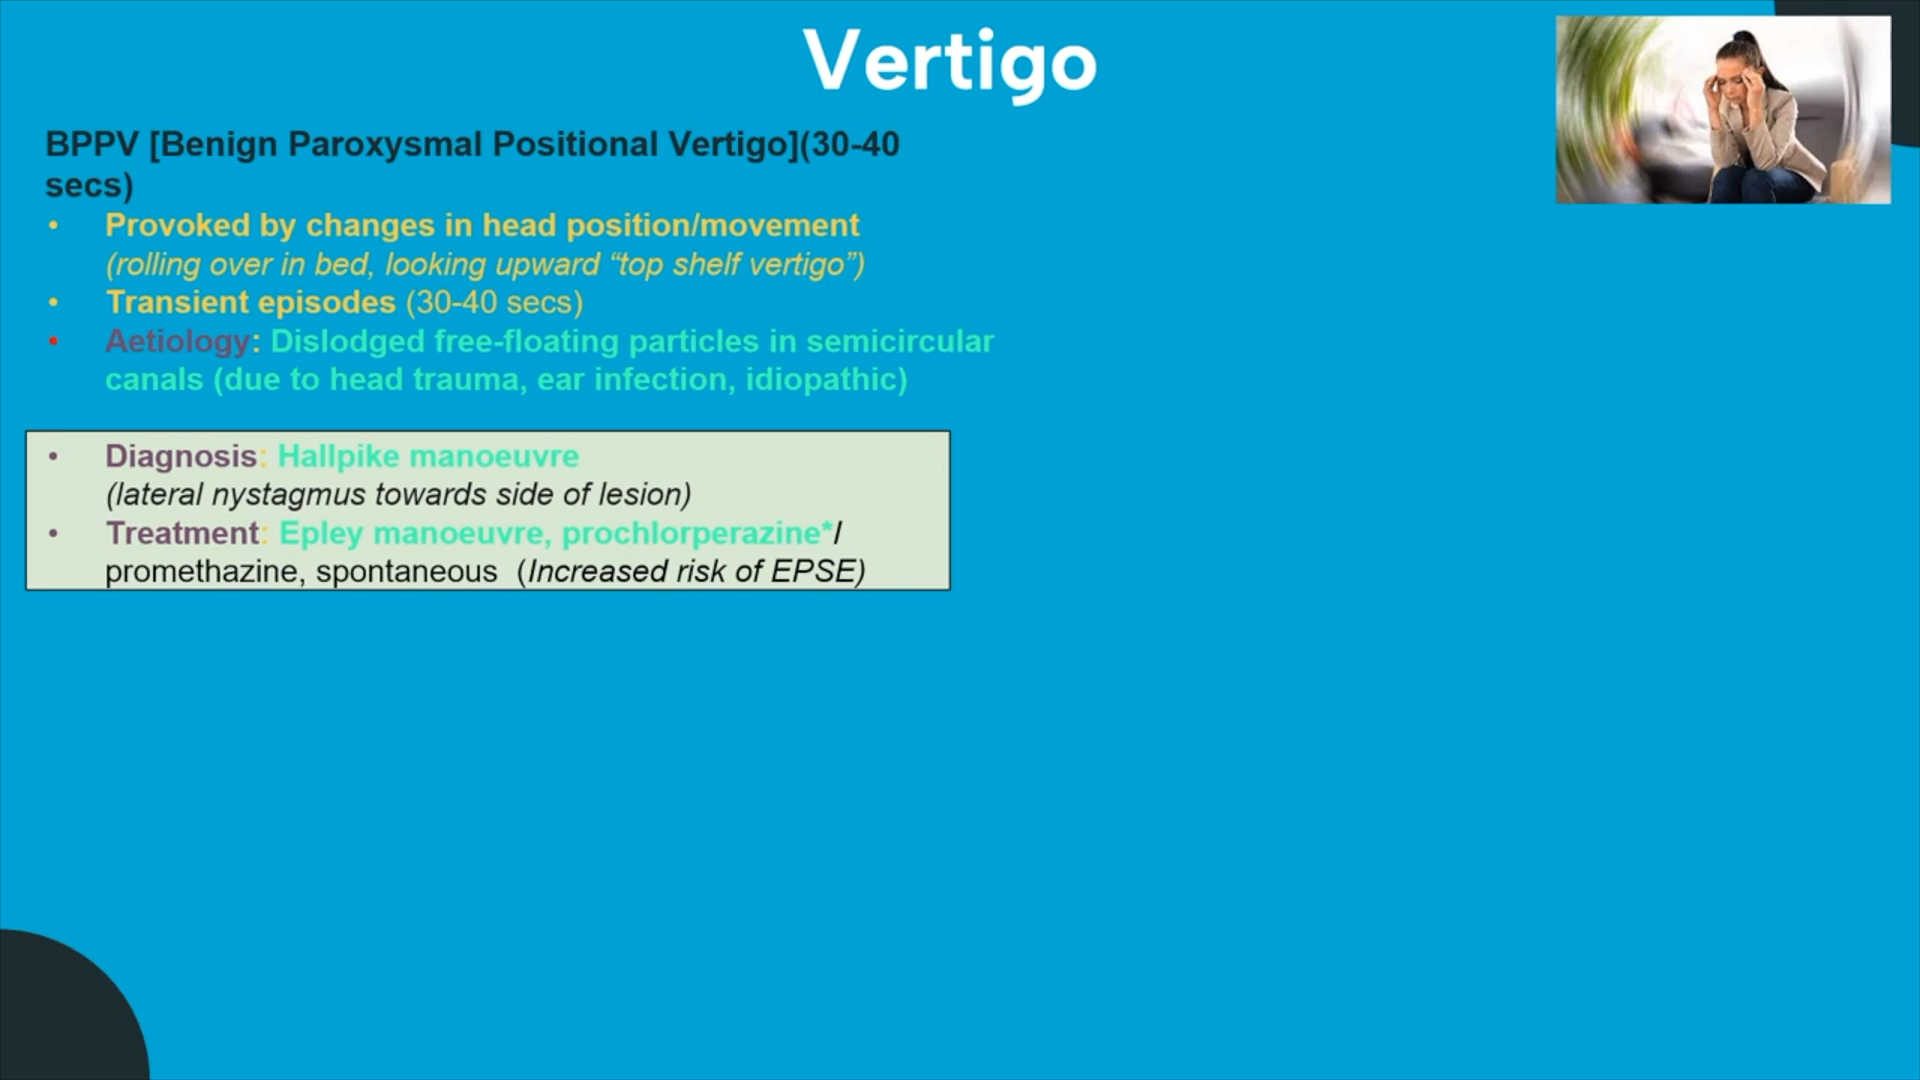 Vertigo
BPPV [Benign Paroxysmal Positional Vertigo](30-40
secs)
• Provoked by changes in head position/movement
(rolling over in bed, looking upward “top shelf vertigo”)
• Transient episodes (30-40 secs)
• Aetiology: Dislodged free-floating particles in semicircular
canals (due to head trauma, ear infection, idiopathic)
• Diagnosis: Hallpike manoeuvre
(lateral nystagmus towards side of lesion)
• Treatment: Epley manoeuvre, prochlorperazine*/
promethazine, spontaneous (Increased risk of EPSE)